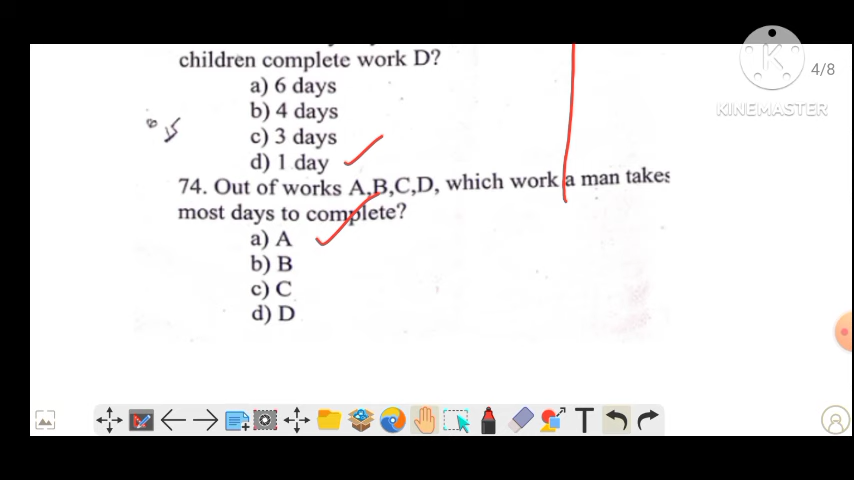 children complete work D?
a) 6 days
b) 4 days
c) 3 days
d) 1 day
74. Out of works A,B,C,D, which work a man takes
most days to complete?
a) A
b) B
c) C
d) D
4/8
K
KINEMASTER
T